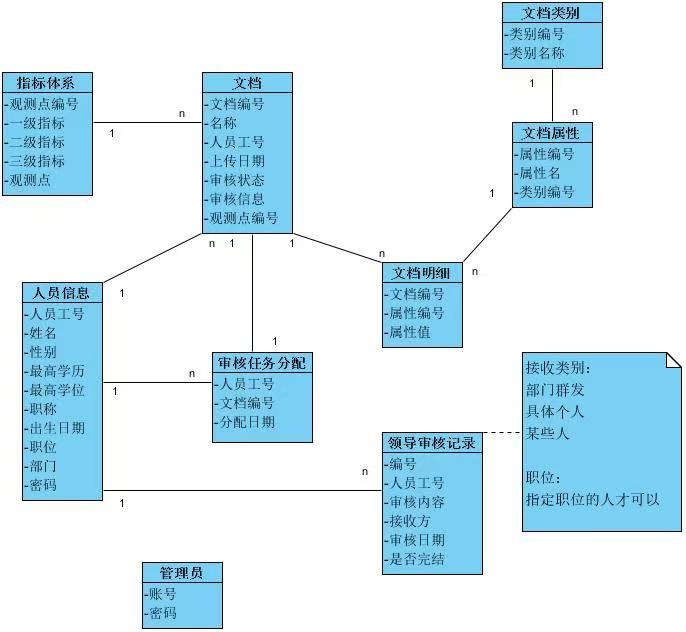 文档类别
-类别编号
-类别名称
1
n
指标体系
-观测点编号
-一级指标
-二级指标
-三级指标
-观测点
1
n
文档
-文档编号
-名称
-人员工号
-上传日期
-审核状态
-审核信息
-观测点编号
文档属性
-属性编号
-属性名
-类别编号
1
n
n
1
1
n
文档明细
-文档编号
-属性编号
-属性值
人员信息
-人员工号
-姓名
-性别
-最高学历
-最高学位
-职称
-出生日期
-职位
-部门
-密码
1
1
n
1
审核任务分配
-人员工号
-文档编号
-分配日期
接收类别:
部门群发
具体个人
某些人
职位:
指定职位的人才可以
领导审核记录
-编号
-人员工号
-审核内容
-接收方
-审核日期
-是否完结
n
1
管理员
-账号
-密码